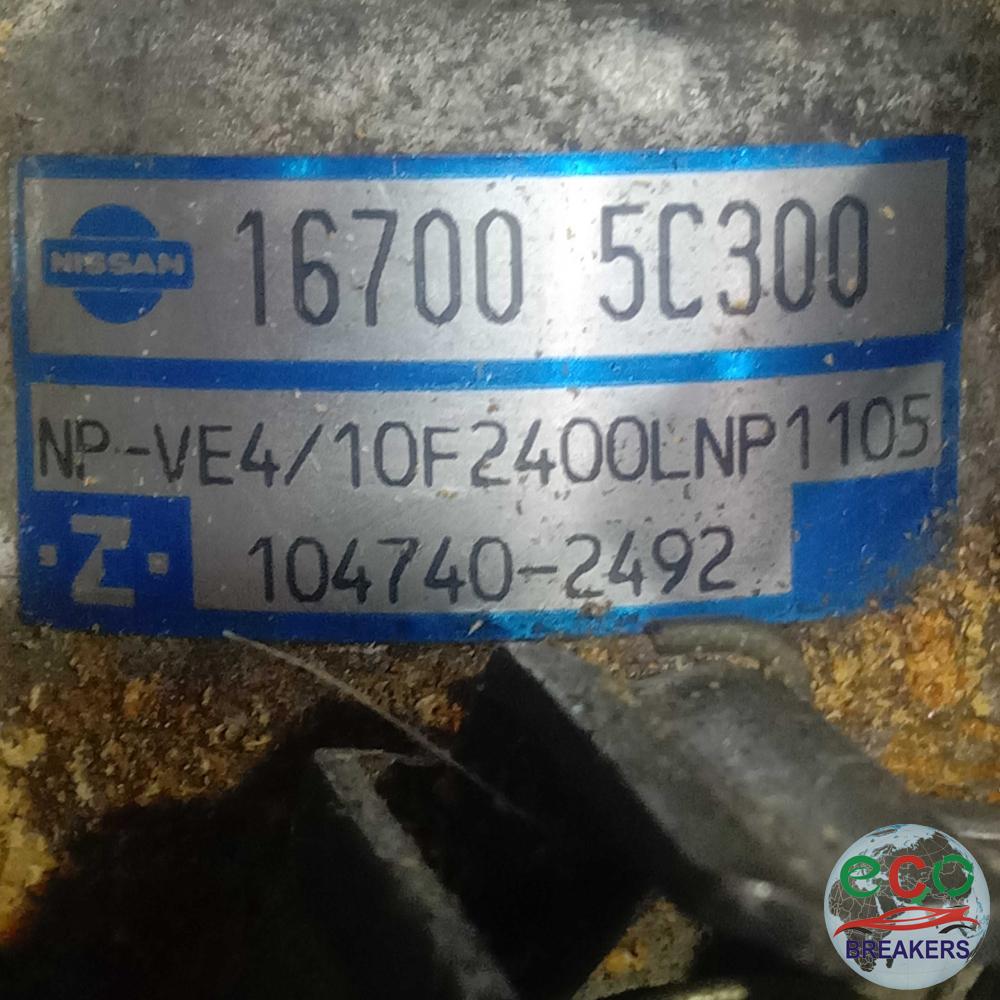 NISSAN
16700 5C300
NP-VE4/10F2400LNP1105
·Z·
104740-2492
eco
BREAKERS